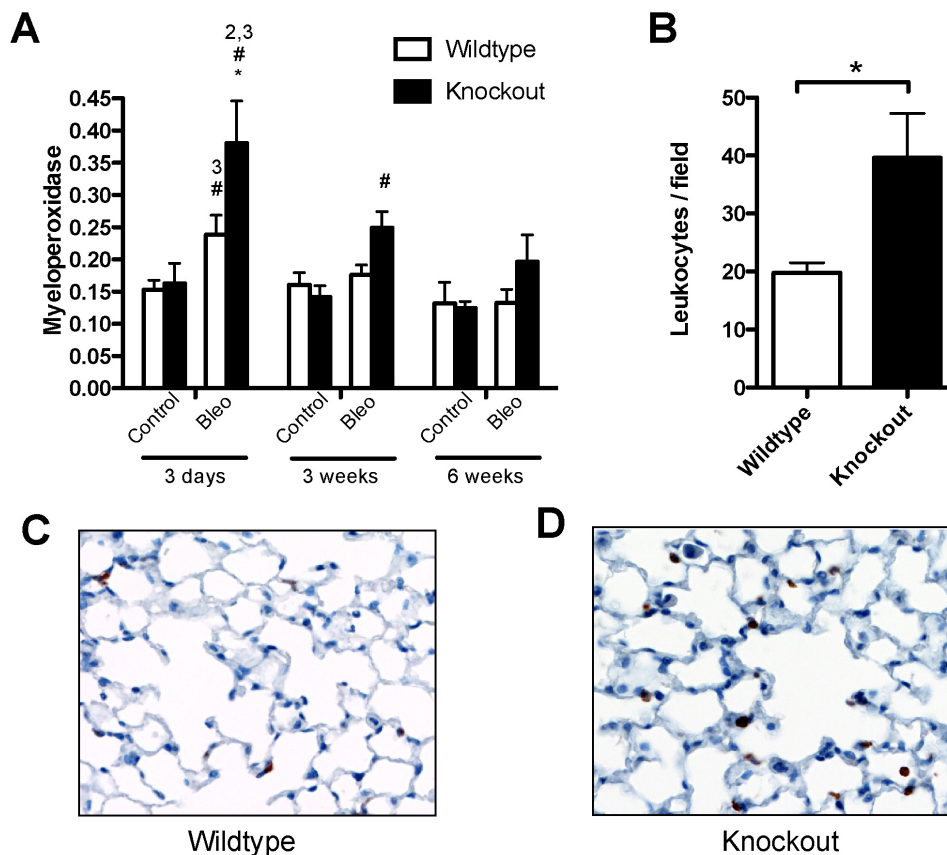 A
2,3
#
*
Wildtype
Knockout
Myeloperoxidase
0.45
0.40
0.35
0.30
0.25
0.20
0.15
0.10
0.05
0.00
3
#
#
Control
Bleo
Control
Bleo
Control
Bleo
3 days
3 weeks
6 weeks
B
*
Leukocytes / field
50
40
30
20
10
0
Wildtype
Knockout
C
D
Wildtype
Knockout